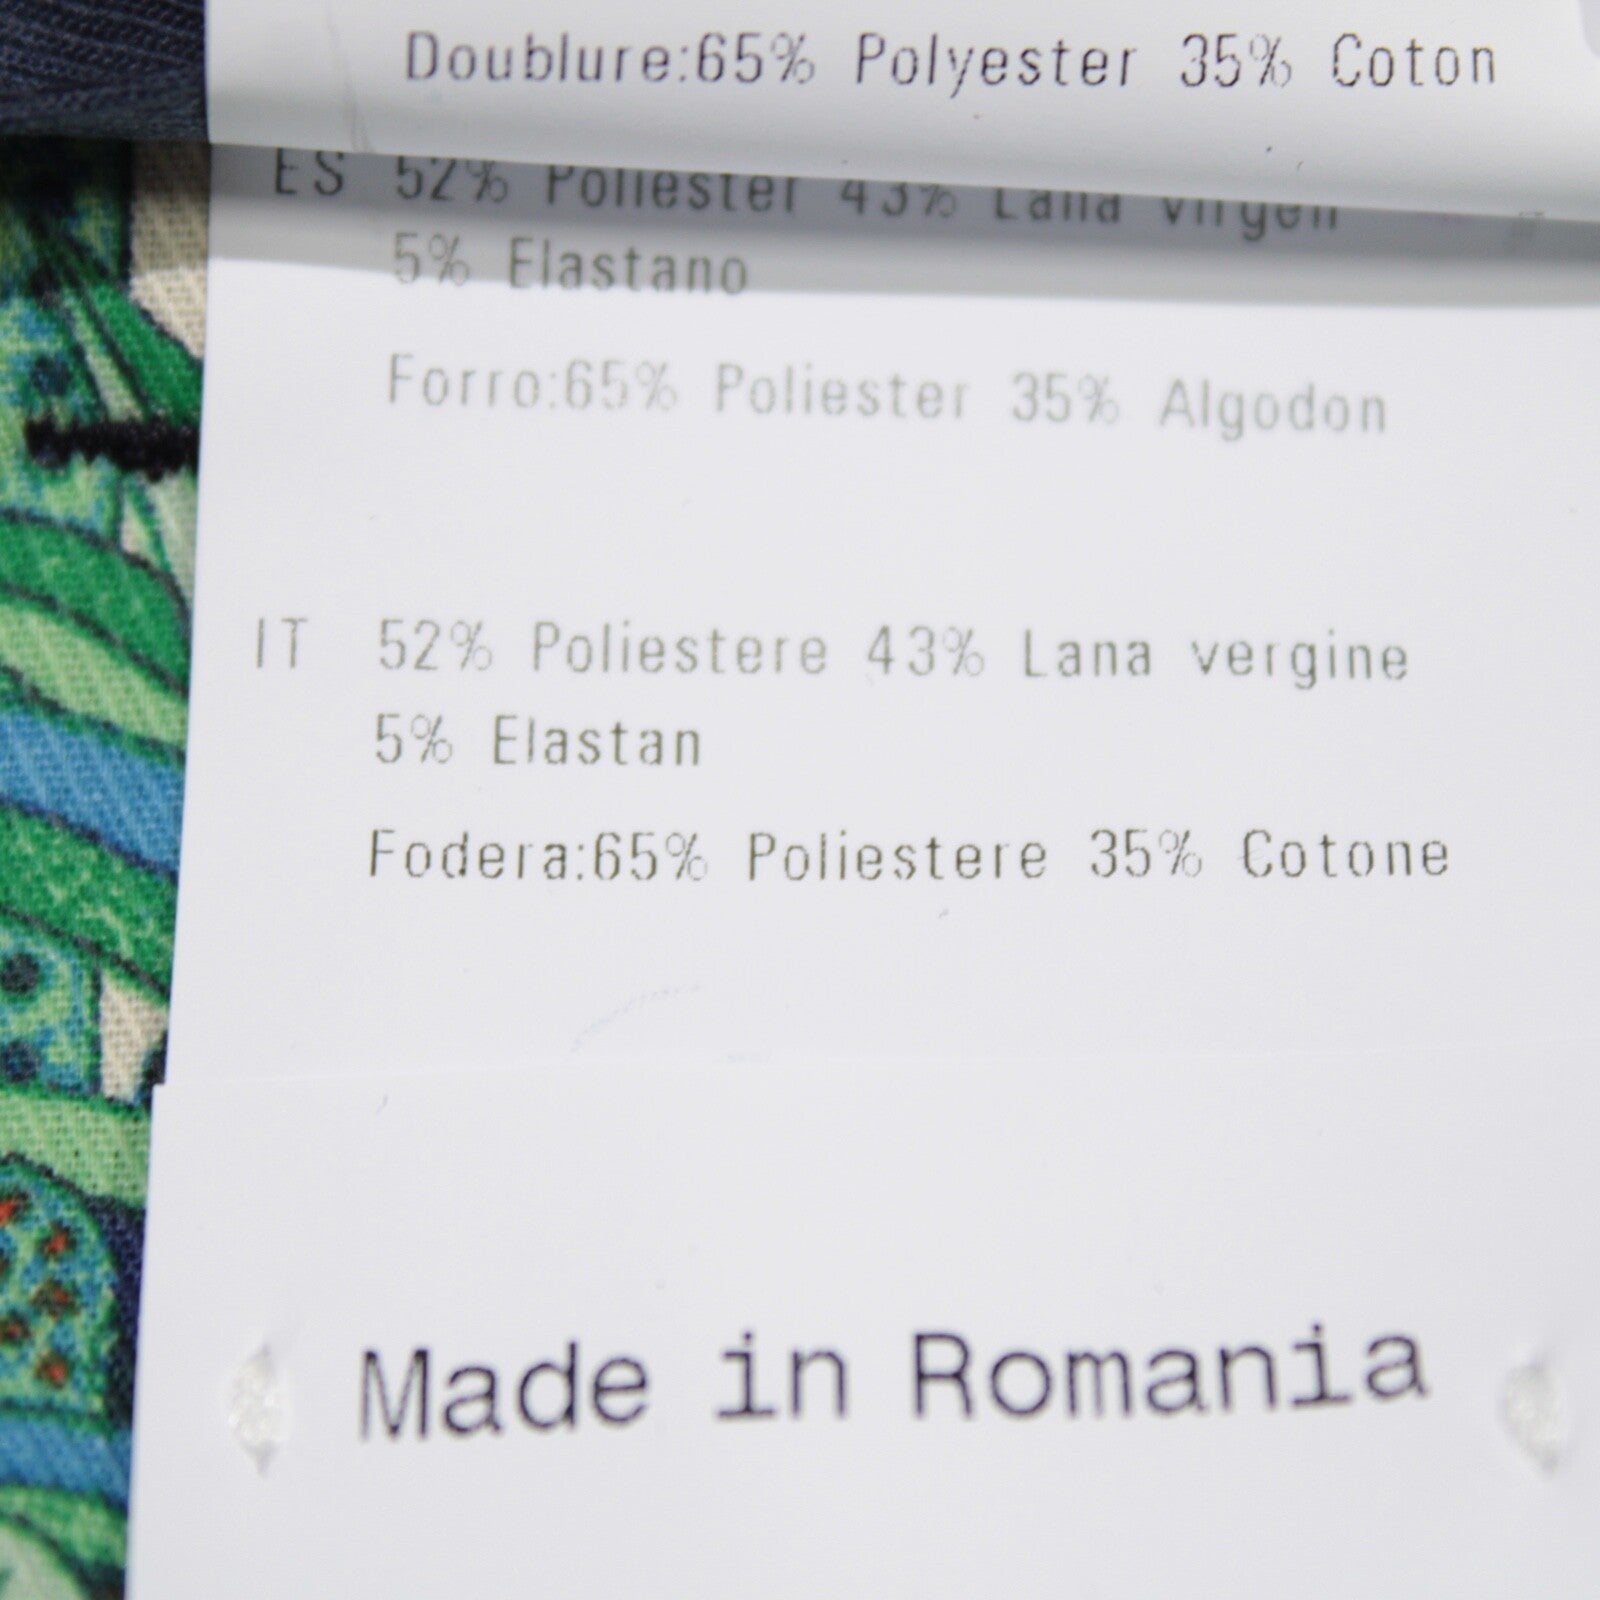 Doublure:65% Polyester 35% Coton
ES 52% Poliester 43% Lana virgen
5% Elastano
Forro:65% Poliester 35% Algodon
IT 52% Poliestere 43% Lana vergine
5% Elastan
Fodera:65% Poliestere 35% Cotone
Made in Romania